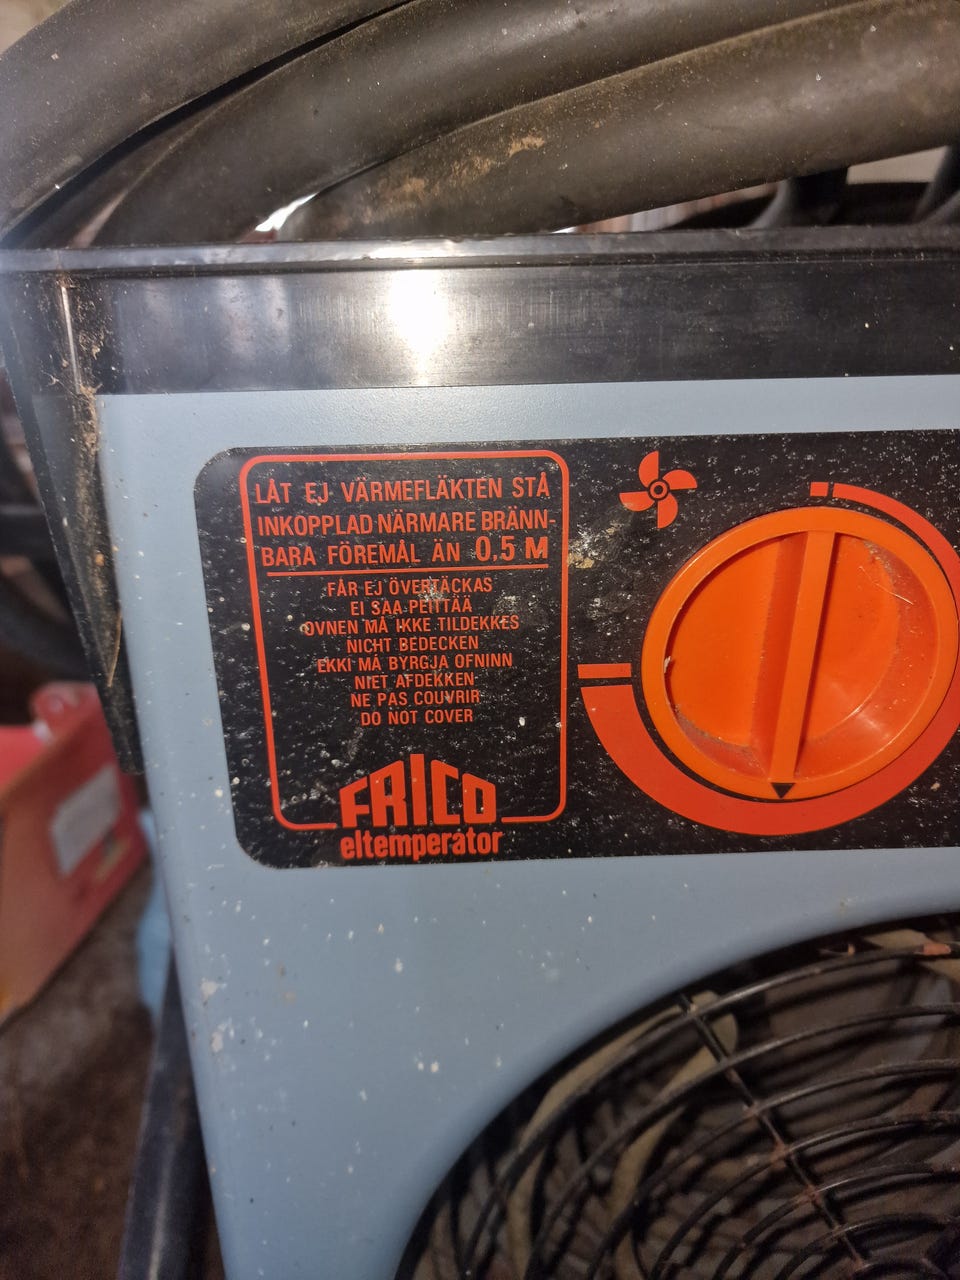 LÅT EJ VÄRMEFLÄKTEN STÅ
INKOPPLAD NÄRMARE BRÄNN-
BARA FÖREMÅL ÄN 0,5 M
FÅR EJ ÖVERTÄCKAS
EI SAA PEITTÄÄ
OVNEN MÅ IKKE TILDEKKES
NICHT BEDECKEN
EKKI MÁ BYRGJA OFNINN
NIET AFDEKKEN
NE PAS COUVRIR
DO NOT COVER
FRICO
eltemperator